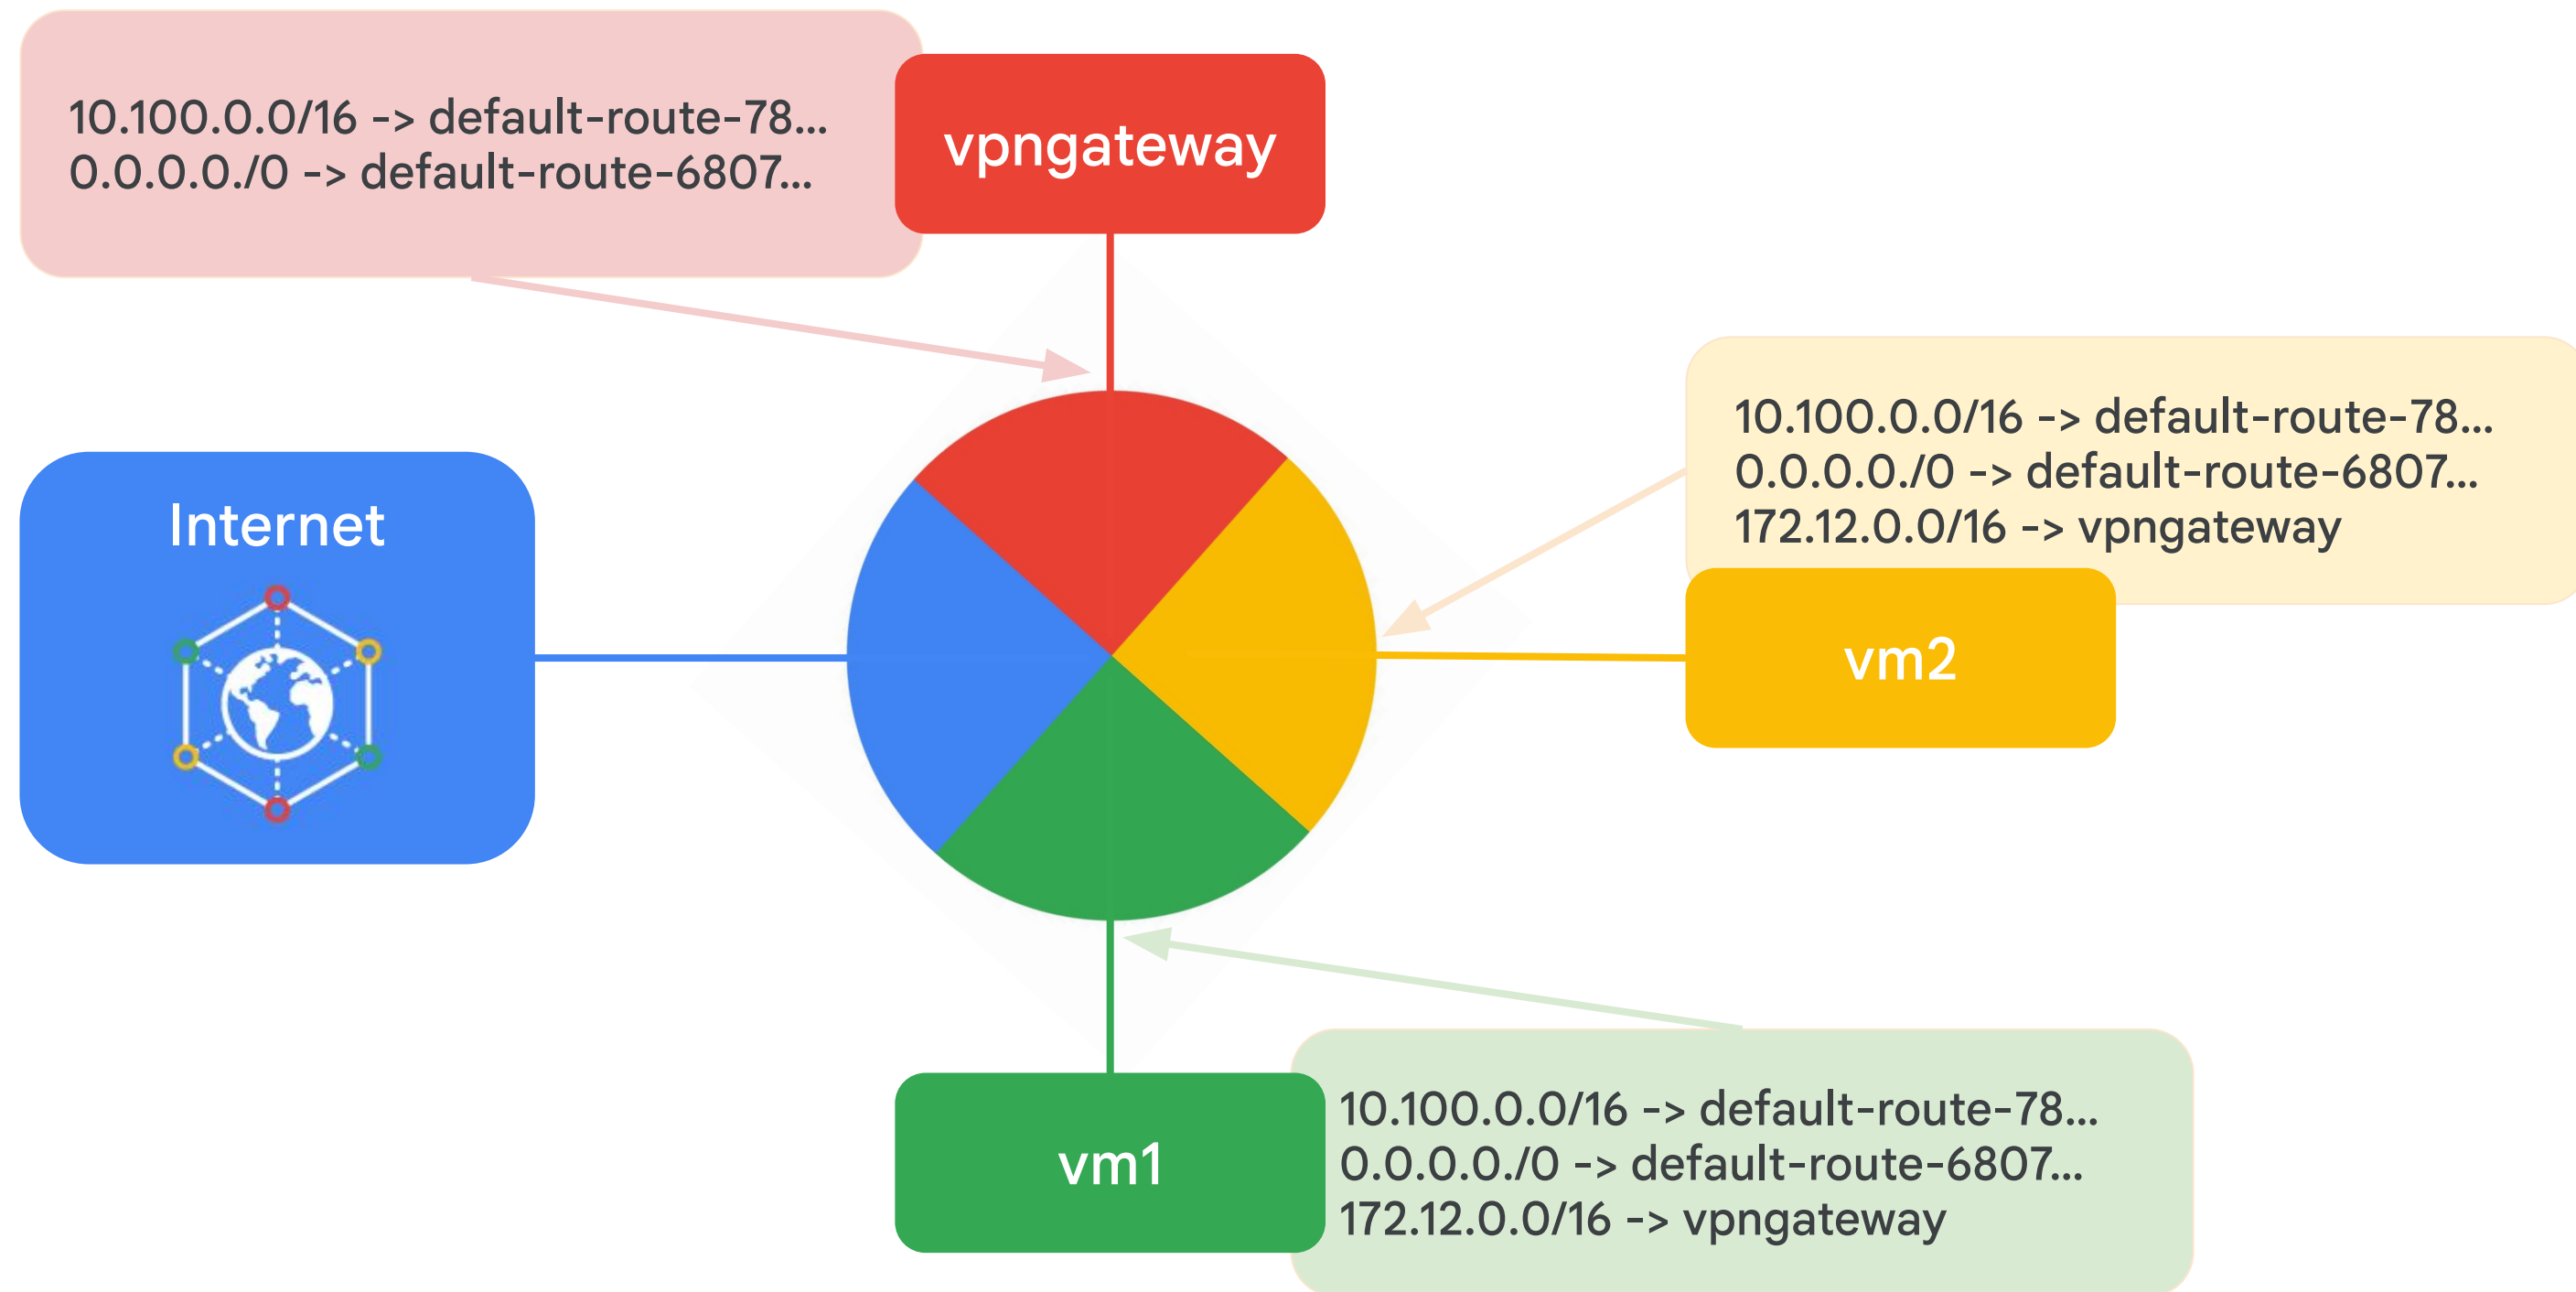 10.100.0.0/16 -> default-route-78...
0.0.0.0./0 -> default-route-6807...
vpngateway
10.100.0.0/16 -> default-route-78...
0.0.0.0./0 -> default-route-6807...
172.12.0.0/16 -> vpngateway
Internet
vm2
10.100.0.0/16 -> default-route-78...
0.0.0.0./0 -> default-route-6807...
172.12.0.0/16 -> vpngateway
vm1